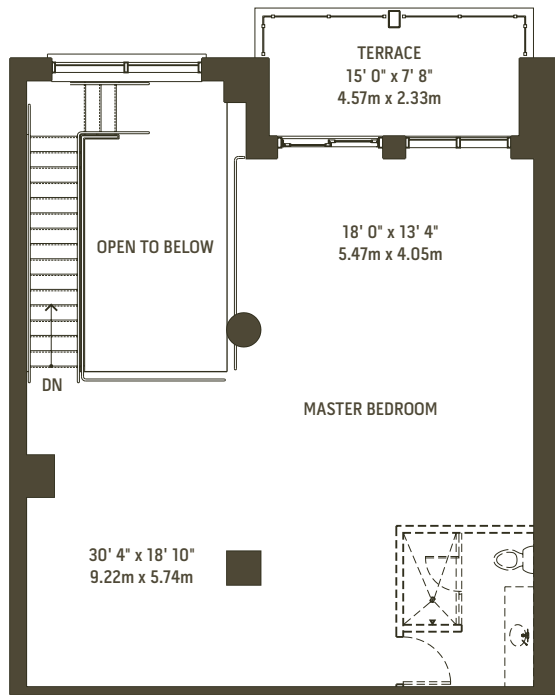 TERRACE
15' 0" x 7' 8"
4.57m x 2.33m
18' 0" x 13' 4"
5.47m x 4.05m
OPEN TO BELOW
DN
MASTER BEDROOM
30' 4" x 18' 10"
9.22m x 5.74m